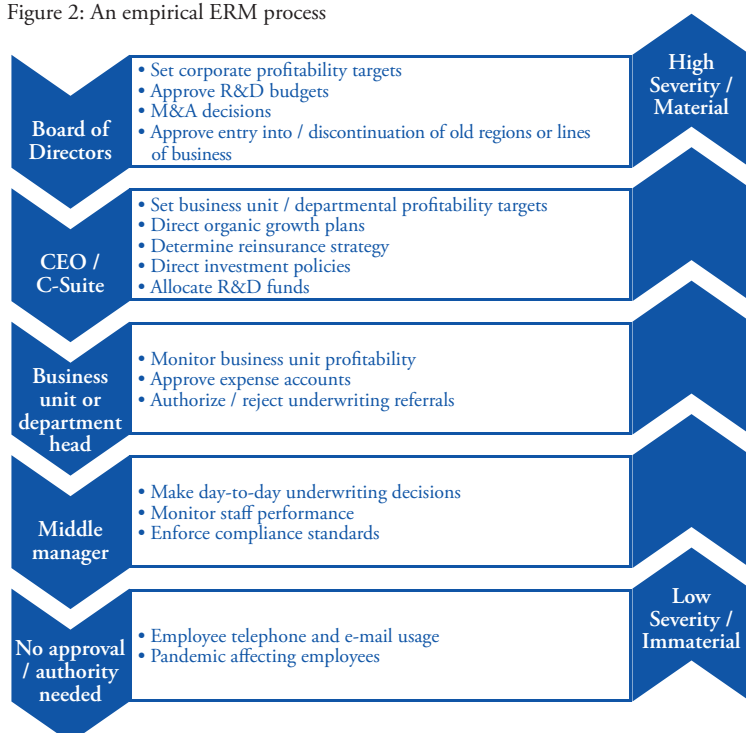 Figure 2: An empirical ERM process
Board of
Directors
• Set corporate profitability targets
• Approve R&D budgets
• M&A decisions
• Approve entry into / discontinuation of old regions or lines
of business
High
Severity /
Material
CEO /
C-Suite
• Set business unit / departmental profitability targets
• Direct organic growth plans
• Determine reinsurance strategy
• Direct investment policies
• Allocate R&D funds
Business
unit or
department
head
• Monitor business unit profitability
• Approve expense accounts
• Authorize / reject underwriting referrals
Middle
manager
• Make day-to-day underwriting decisions
• Monitor staff performance
• Enforce compliance standards
No approval
/ authority
needed
• Employee telephone and e-mail usage
• Pandemic affecting employees
Low
Severity /
Immaterial